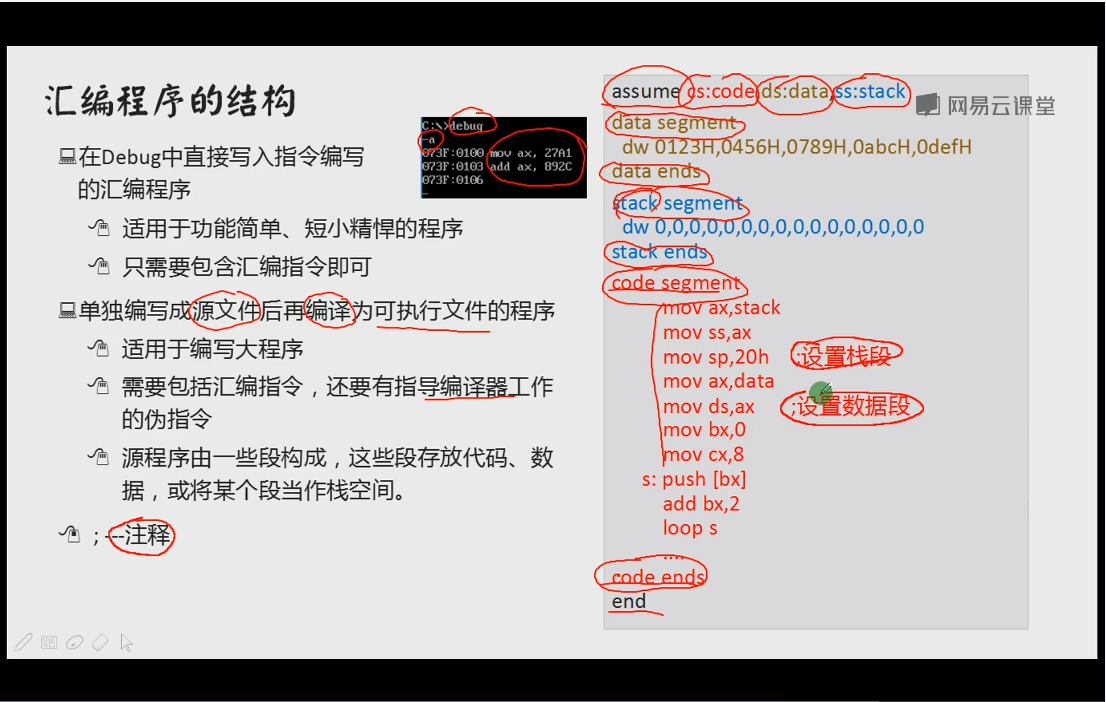 汇编程序的结构
在Debug中直接写入指令编写
的汇编程序
适用于功能简单、短小精悍的程序
只需要包含汇编指令即可
单独编写成源文件后再编译为可执行文件的程序
适用于编写大程序
需要包括汇编指令，还要有指导编译器工作
的伪指令
源程序由一些段构成，这些段存放代码、数
据，或将某个段当作栈空间。
; ---注释
C:\>debug
-a
073F:0100 mov ax, 27A1
073F:0103 add ax, 892C
073F:0106
-
assume cs:code,ds:data,ss:stack
data segment
dw 0123H,0456H,0789H,0abcH,0defH
data ends
stack segment
dw 0,0,0,0,0,0,0,0,0,0,0,0,0,0,0,0
stack ends
code segment
mov ax,stack
mov ss,ax
mov sp,20h ;设置栈段
mov ax,data
mov ds,ax ;设置数据段
mov bx,0
mov cx,8
s: push [bx]
add bx,2
loop s
....
code ends
end
网易云课堂